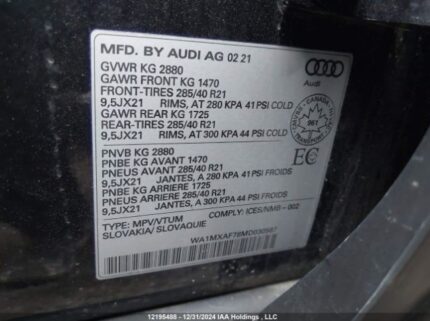 MFD. BY AUDI AG 02 21
GVWR KG 2880
GAWR FRONT KG 1470
FRONT-TIRES 285/40 R21
9,5JX21 RIMS, AT 280 KPA 41 PSI COLD
GAWR REAR KG 1725
REAR-TIRES 285/40 R21
9,5JX21 RIMS, AT 300 KPA 44 PSI COLD
Audi
CANADA
961
TRANSPORT
PNVB KG 2880
PNBE KG AVANT 1470
PNEUS AVANT 285/40 R21
9,5JX21 JANTES, A 280 KPA 41 PSI FROIDS
PNBE KG ARRIERE 1725
PNEUS ARRIERE 285/40 R21
9,5JX21 JANTES, A 300 KPA 44 PSI FROIDS
EC
COMPLY: ICES/NMB - 002
TYPE: MPV/VTUM
SLOVAKIA/ SLOVAQUIE
WA1MXAF78MD030587
12195488 - 12/31/2024 IAA Holdings, LLC Copyright